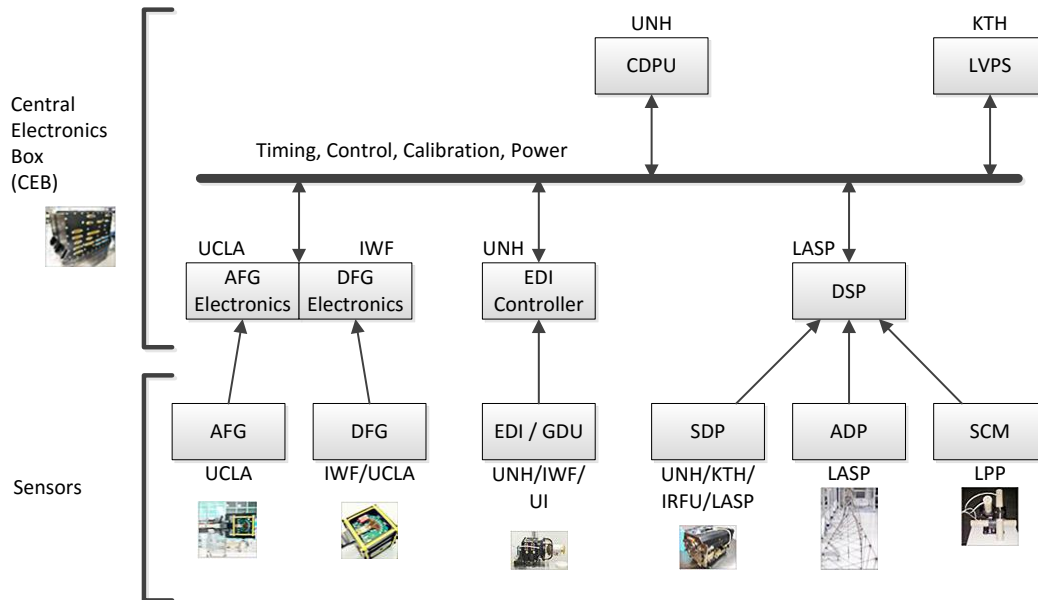 UNH
KTH
CDPU
LVPS
Central
Electronics
Box
(CEB)
Timing, Control, Calibration, Power
UCLA
IWF
UNH
LASP
AFG
Electronics
DFG
Electronics
EDI
Controller
DSP
Sensors
AFG
DFG
EDI / GDU
SDP
ADP
SCM
UCLA
IWF/UCLA
UNH/IWF/
UI
UNH/KTH/
IRFU/LASP
LASP
LPP